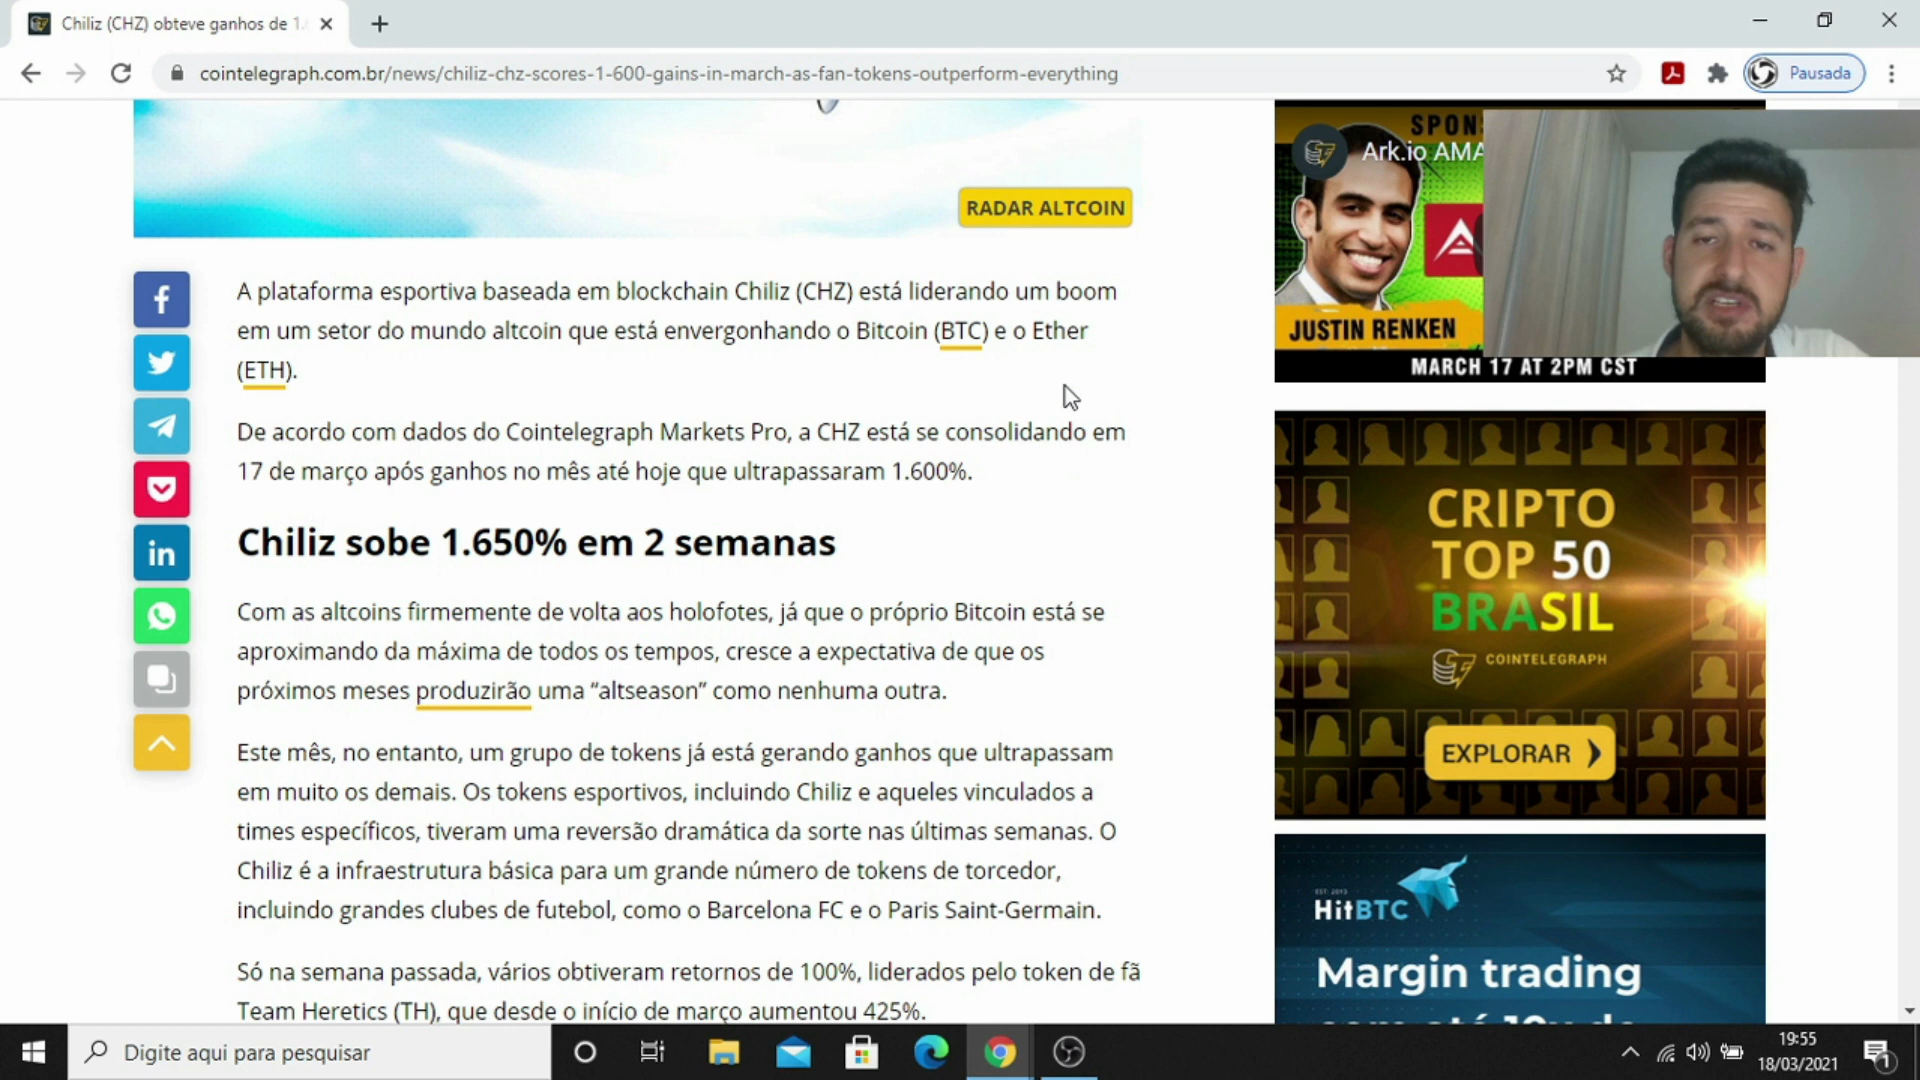 Chiliz (CHZ) obteve ganhos de 1.
cointelegraph.com.br/news/chiliz-chz-scores-1-600-gains-in-march-as-fan-tokens-outperform-everything
Pausada
RADAR ALTCOIN
A plataforma esportiva baseada em blockchain Chiliz (CHZ) está liderando um boom
em um setor do mundo altcoin que está envergonhando o Bitcoin (BTC) e o Ether
(ETH).
De acordo com dados do Cointelegraph Markets Pro, a CHZ está se consolidando em
17 de março após ganhos no mês até hoje que ultrapassaram 1.600%.
Chiliz sobe 1.650% em 2 semanas
Com as altcoins firmemente de volta aos holofotes, já que o próprio Bitcoin está se
aproximando da máxima de todos os tempos, cresce a expectativa de que os
próximos meses produzirão uma “altseason” como nenhuma outra.
Este mês, no entanto, um grupo de tokens já está gerando ganhos que ultrapassam
em muito os demais. Os tokens esportivos, incluindo Chiliz e aqueles vinculados a
times específicos, tiveram uma reversão dramática da sorte nas últimas semanas. O
Chiliz é a infraestrutura básica para um grande número de tokens de torcedor,
incluindo grandes clubes de futebol, como o Barcelona FC e o Paris Saint-Germain.
Só na semana passada, vários obtiveram retornos de 100%, liderados pelo token de fã
Team Heretics (TH), que desde o início de março aumentou 425%.
SPONS
Ark.io AMA
JUSTIN RENKEN
MARCH 17 AT 2PM CST
CRIPTO
TOP 50
BRASIL
COINTELEGRAPH
EXPLORAR
EST. 2013
HitBTC
Margin trading
com até 10x de
Digite aqui para pesquisar
19:55
18/03/2021
1